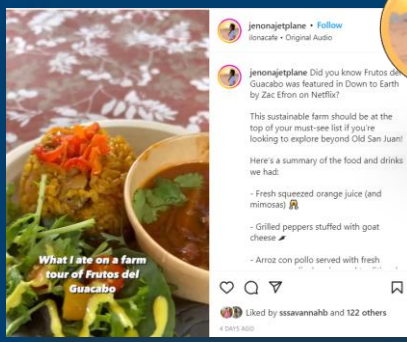 jenonajetplane • Follow
ilonacafe • Original Audio
jenonajetplane Did you know Frutos del
Guacabo was featured in Down to Earth
by Zac Efron on Netflix?
This sustainable farm should be at the
top of your must-see list if you're
looking to explore beyond Old San Juan!
Here's a summary of the food and drinks
we had:
- Fresh squeezed orange juice (and
mimosas) 🥂
- Grilled peppers stuffed with goat
cheese 🌶
- Arroz con pollo served with fresh
What I ate on a farm
tour of Frutos del
Guacabo
Liked by sssavannahb and 122 others
4 DAYS AGO